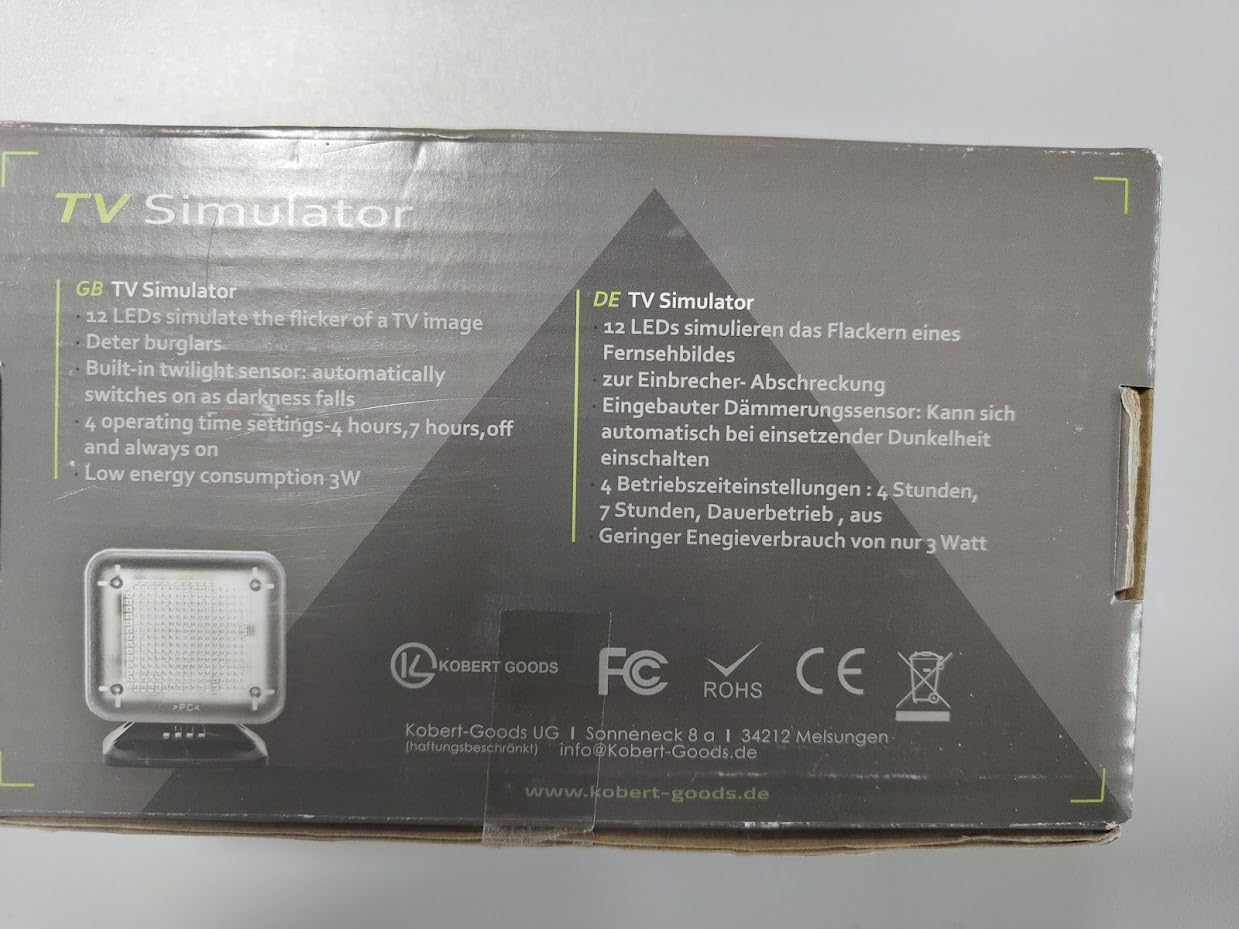 TV Simulator
GB TV Simulator
· 12 LEDs simulate the flicker of a TV image
· Deter burglars
· Built-in twilight sensor: automatically
switches on as darkness falls
· 4 operating time settings-4 hours,7 hours,off
and always on
· Low energy consumption 3W
DE TV Simulator
· 12 LEDs simulieren das Flackern eines
Fernsehbildes
· zur Einbrecher- Abschreckung
· Eingebauter Dämmerungssensor: Kann sich
automatisch bei einsetzender Dunkelheit
einschalten
· 4 Betriebszeiteinstellungen : 4 Stunden,
7 Stunden, Dauerbetrieb , aus
· Geringer Enegieverbrauch von nur 3 Watt
>PC<
KOBERT GOODS
FC
ROHS
CE
Kobert-Goods UG I Sonneneck 8 a I 34212 Melsungen
(haftungsbeschränkt) info@Kobert-Goods.de
www.kobert-goods.de